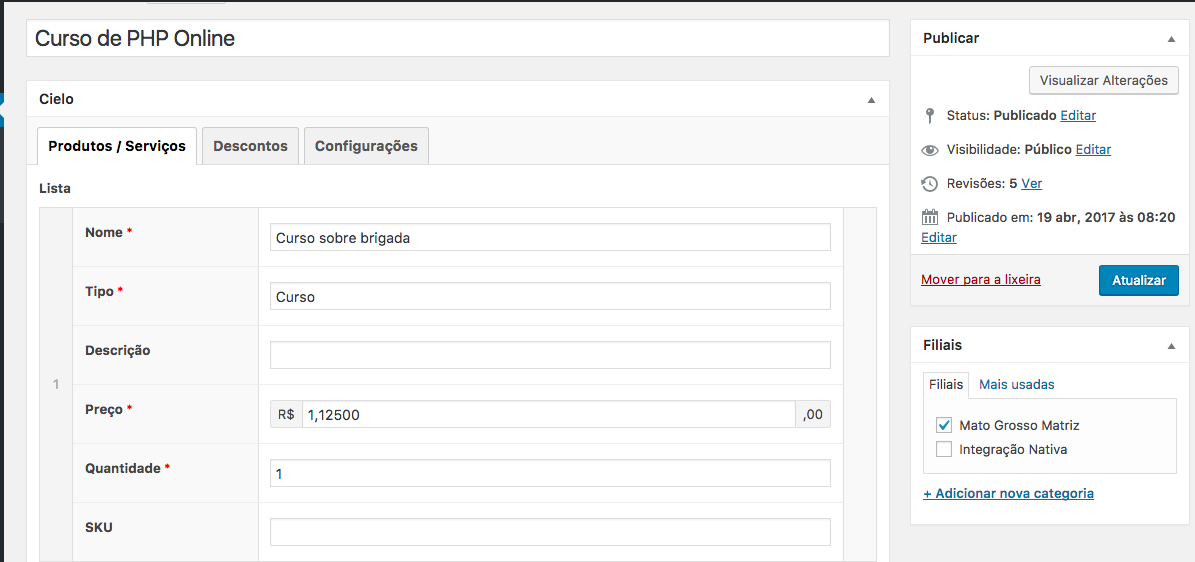 Curso de PHP Online
Cielo
Produtos / Serviços
Descontos
Configurações
Lista
1
Nome *
Curso sobre brigada
Tipo *
Curso
Descrição
Preço *
R$
1,12500
,00
Quantidade *
1
SKU
Publicar
Visualizar Alterações
Status: Publicado Editar
Visibilidade: Público Editar
Revisões: 5 Ver
Publicado em: 19 abr, 2017 às 08:20
Editar
Mover para a lixeira
Atualizar
Filiais
Filiais
Mais usadas
Mato Grosso Matriz
Integração Nativa
+ Adicionar nova categoria